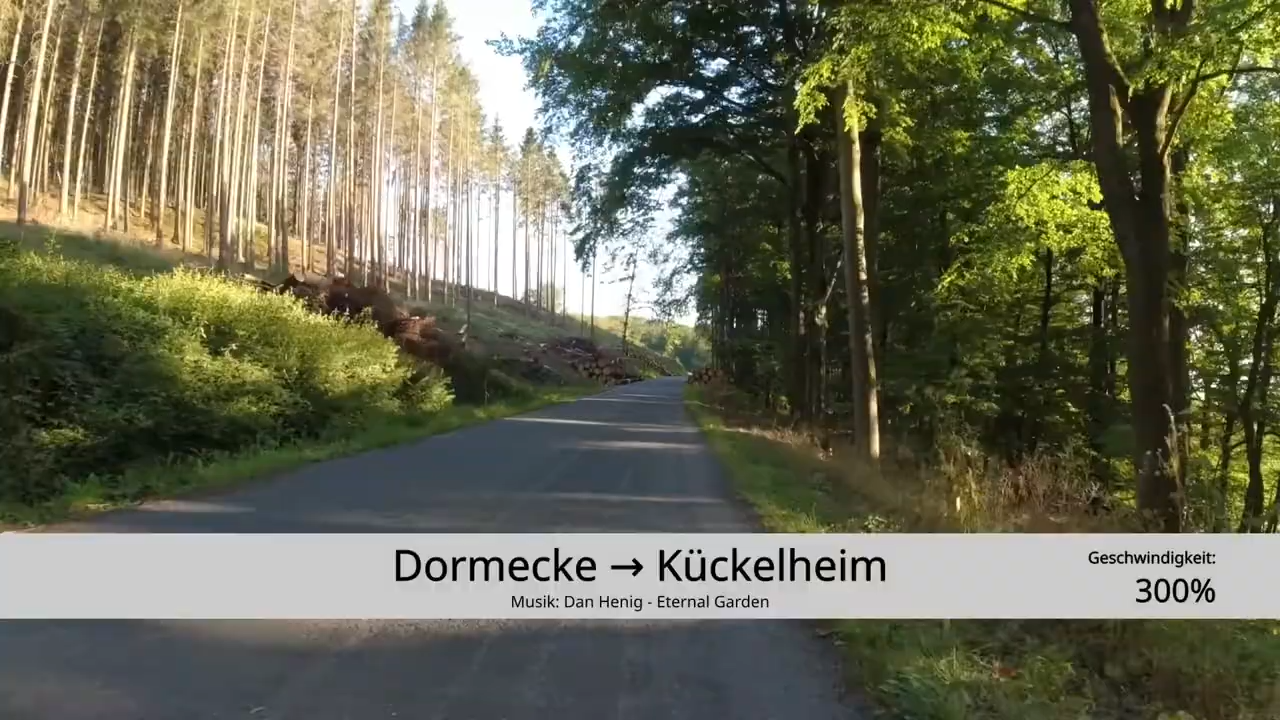 Dormecke → Kückelheim
Musik: Dan Henig - Eternal Garden
Geschwindigkeit:
300%